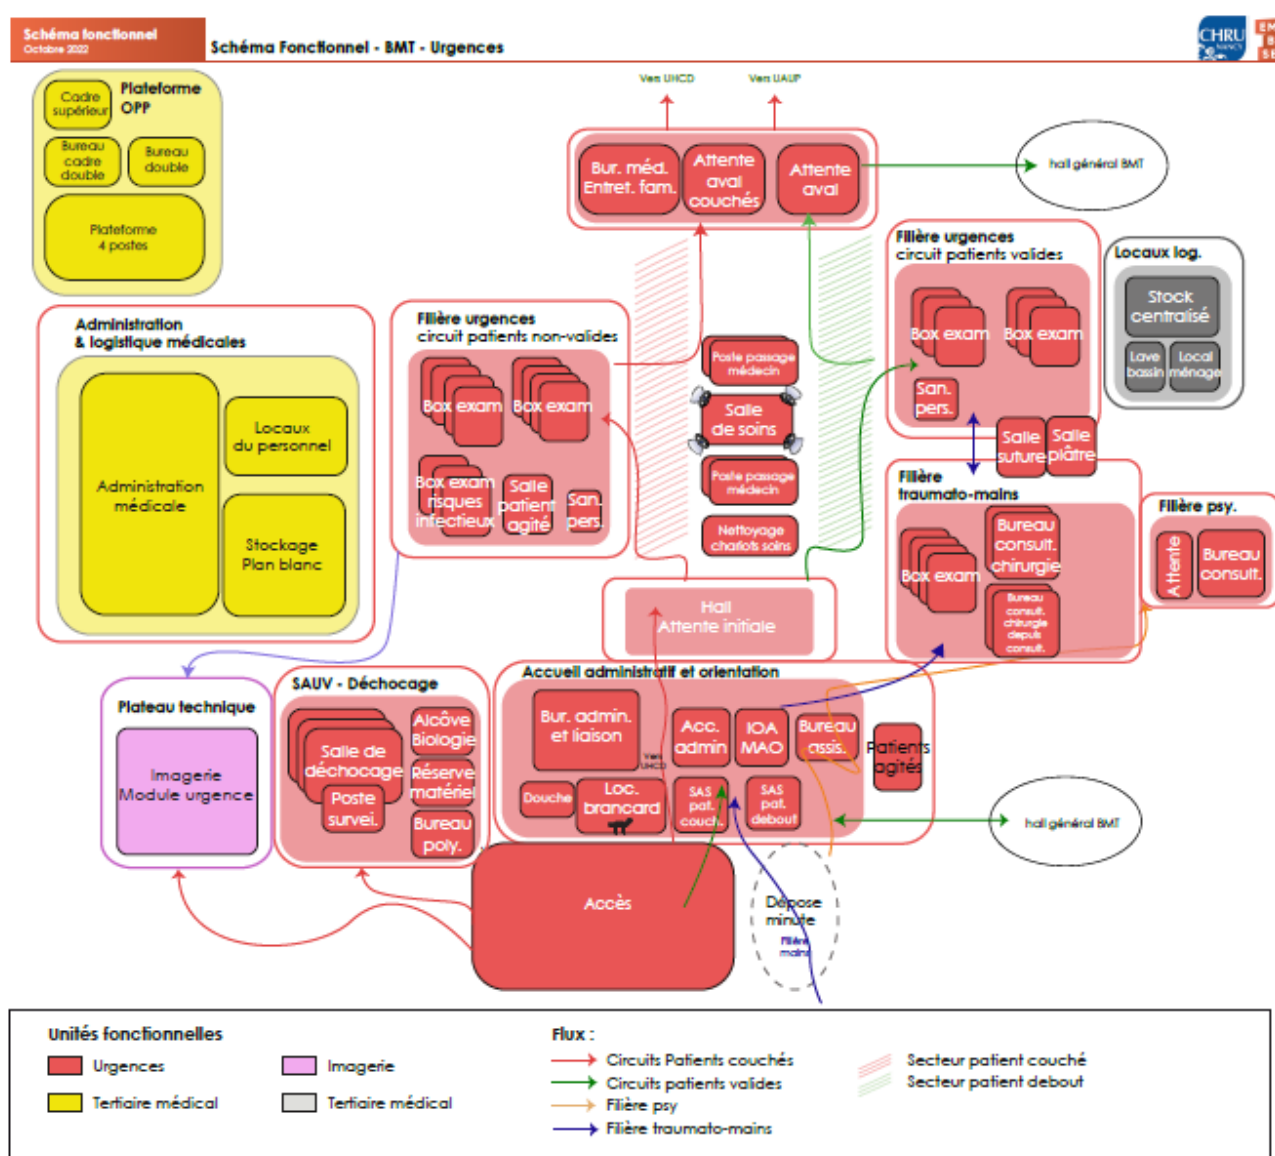 Schéma fonctionnel
Octobre 2022
Schéma Fonctionnel - BMT - Urgences
CHRU
NANCY
Plateforme
OPP
Cadre
supérieur
Bureau
cadre
double
Bureau
double
Plateforme
4 postes
Vers UHCD
Vers UAUP
Bur. méd.
Entret. fam.
Attente
aval
couchés
Attente
aval
hall général BMT
Filière urgences
circuit patients valides
Box exam
Box exam
San.
pers.
Locaux log.
Stock
centralisé
Lave
bassin
Local
ménage
Administration
& logistique médicales
Administration
médicale
Locaux
du personnel
Stockage
Plan blanc
Filière urgences
circuit patients non-valides
Box exam
Box exam
Box exam
risques
infectieux
Salle
patient
agité
San.
pers.
Poste passage
médecin
Salle
de soins
Poste passage
médecin
Nettoyage
chariots soins
Salle
suture
Salle
plâtre
Filière
traumato-mains
Box exam
Bureau
consult.
chirurgie
Bureau
consult.
chirurgie
depuis
consult.
Filière psy.
Attente
Bureau
consult.
Hall
Attente initiale
Plateau technique
Imagerie
Module urgence
SAUV - Déchocage
Salle de
déchocage
Poste
survei.
Alcôve
Biologie
Réserve
matériel
Bureau
poly.
Accueil administratif et orientation
Bur. admin.
et liaison
Vers
UHCD
Acc.
admin
IOA
MAO
Bureau
assis.
Patients
agités
Douche
Loc.
brancard
SAS
pat.
couch.
SAS
pat.
debout
hall général BMT
Accès
Dépose
minute
Filière
mains
Unités fonctionnelles
Urgences
Imagerie
Tertiaire médical
Tertiaire médical
Flux :
Circuits Patients couchés
Circuits patients valides
Filière psy
Filière traumato-mains
Secteur patient couché
Secteur patient debout